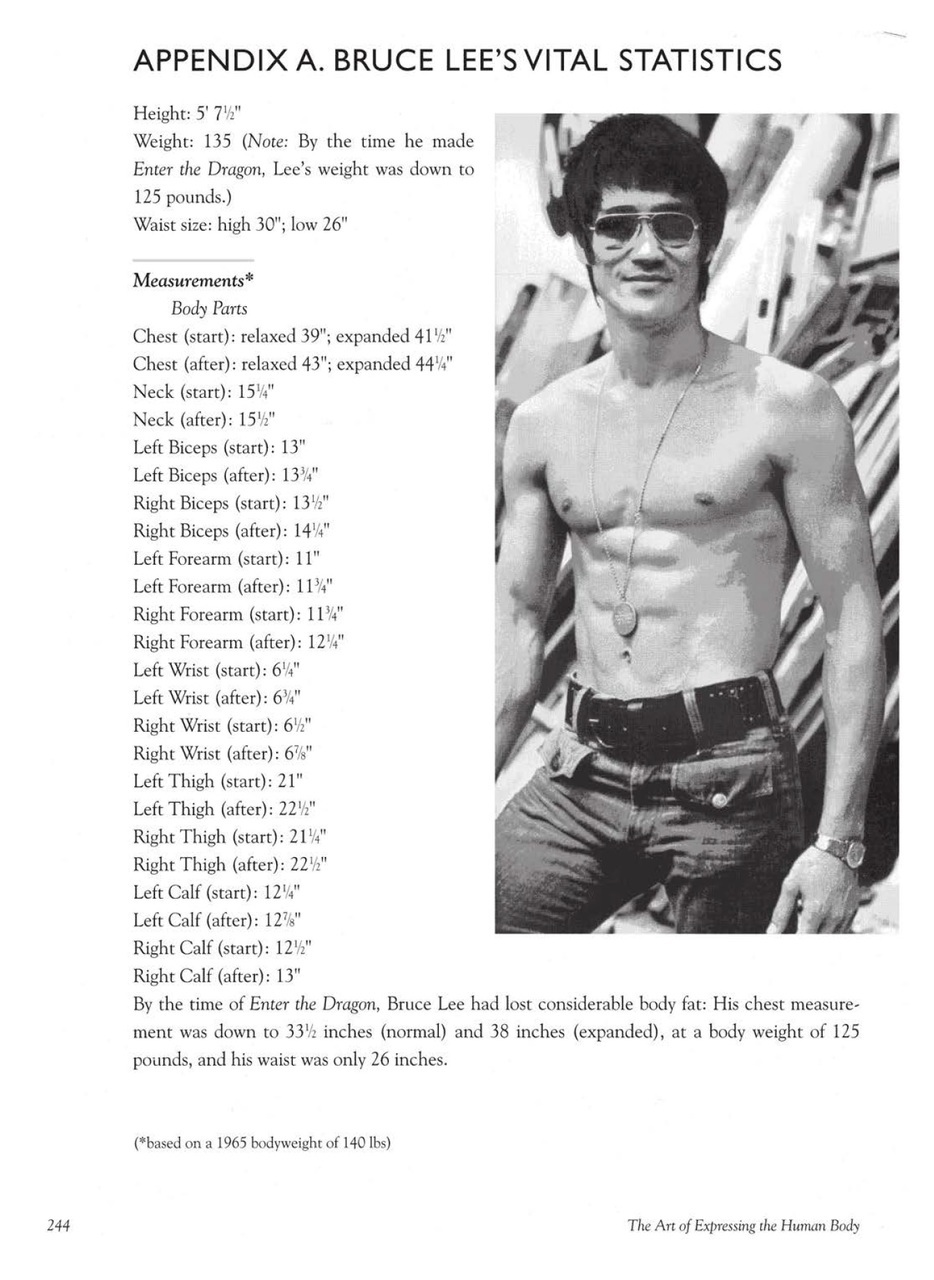 APPENDIX A. BRUCE LEE'S VITAL STATISTICS
Height: 5' 7½"
Weight: 135 (Note: By the time he made
Enter the Dragon, Lee's weight was down to
125 pounds.)
Waist size: high 30"; low 26"
Measurements*
Body Parts
Chest (start): relaxed 39"; expanded 41½"
Chest (after): relaxed 43"; expanded 44¼"
Neck (start): 15¼"
Neck (after): 15½"
Left Biceps (start): 13"
Left Biceps (after): 13¾"
Right Biceps (start): 13½"
Right Biceps (after): 14¼"
Left Forearm (start): 11"
Left Forearm (after): 11¾"
Right Forearm (start): 11¾"
Right Forearm (after): 12¼"
Left Wrist (start): 6¼"
Left Wrist (after): 6¾"
Right Wrist (start): 6½"
Right Wrist (after): 6⅞"
Left Thigh (start): 21"
Left Thigh (after): 22½"
Right Thigh (start): 21¼"
Right Thigh (after): 22½"
Left Calf (start): 12¼"
Left Calf (after): 12⅞"
Right Calf (start): 12½"
Right Calf (after): 13"
By the time of Enter the Dragon, Bruce Lee had lost considerable body fat: His chest measure-
ment was down to 33½ inches (normal) and 38 inches (expanded), at a body weight of 125
pounds, and his waist was only 26 inches.
(*based on a 1965 bodyweight of 140 lbs)
244
The Art of Expressing the Human Body